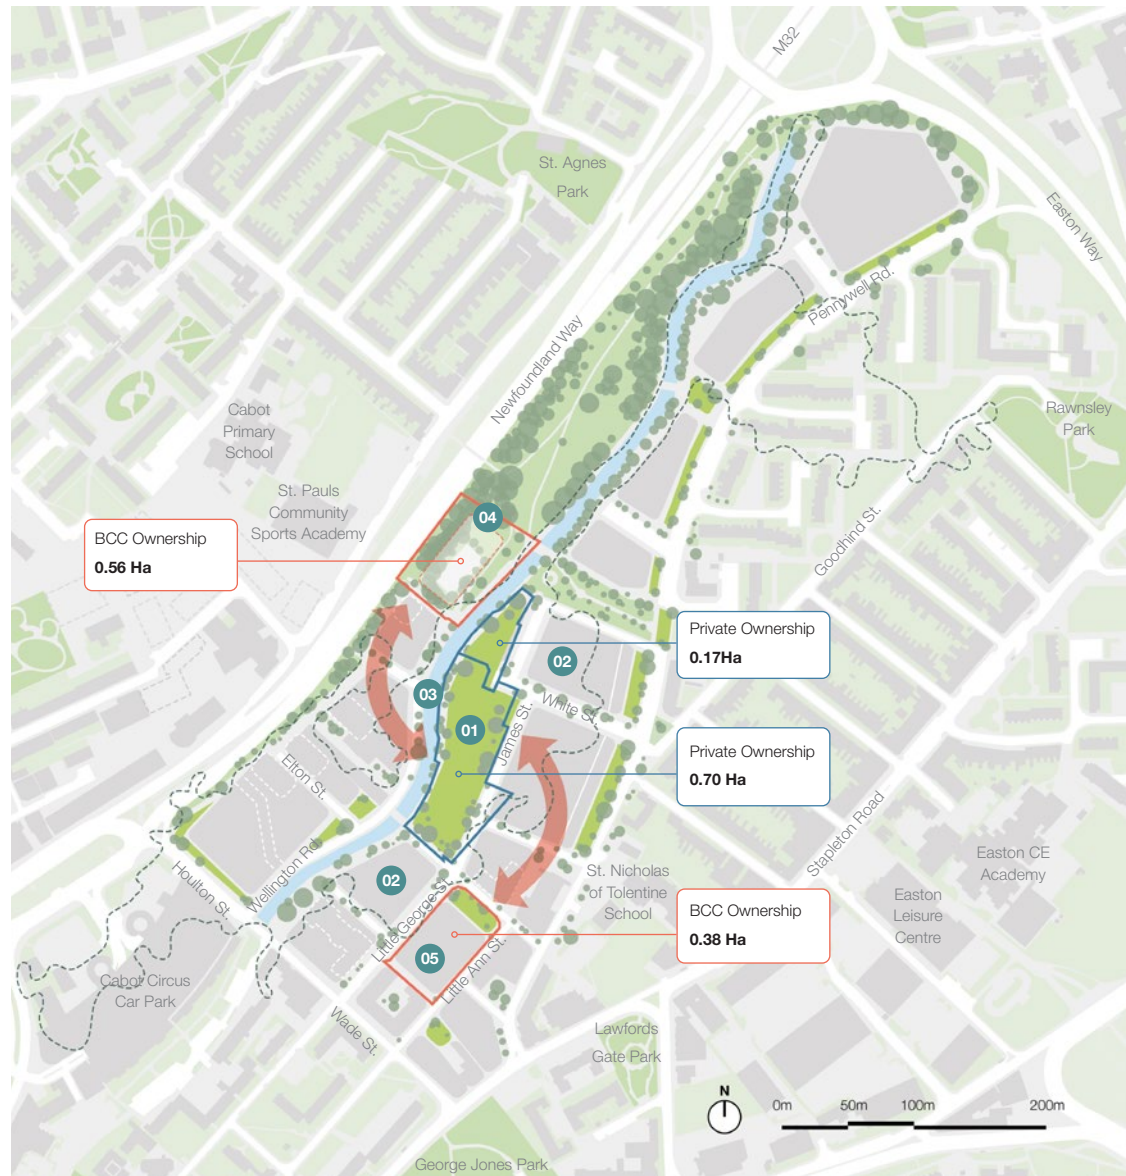 M32
St. Agnes
Park
Easton Way
Pennywell Rd.
Newfoundland Way
Rawnsley
Park
Cabot
Primary
School
St. Pauls
Community
Sports Academy
Goodhind St.
04
BCC Ownership
0.56 Ha
Private Ownership
0.17Ha
02
03
White St.
01
James St.
Private Ownership
0.70 Ha
Elton St.
Stapleton Road
Wellington Rd.
Houlton St.
St. Nicholas
of Tolentine
School
Easton CE
Academy
02
Little George St.
Easton
Leisure
Centre
BCC Ownership
0.38 Ha
05
Little Ann St.
Cabot Circus
Car Park
Wade St.
Lawfords
Gate Park
N
0m 50m 100m 200m
George Jones Park